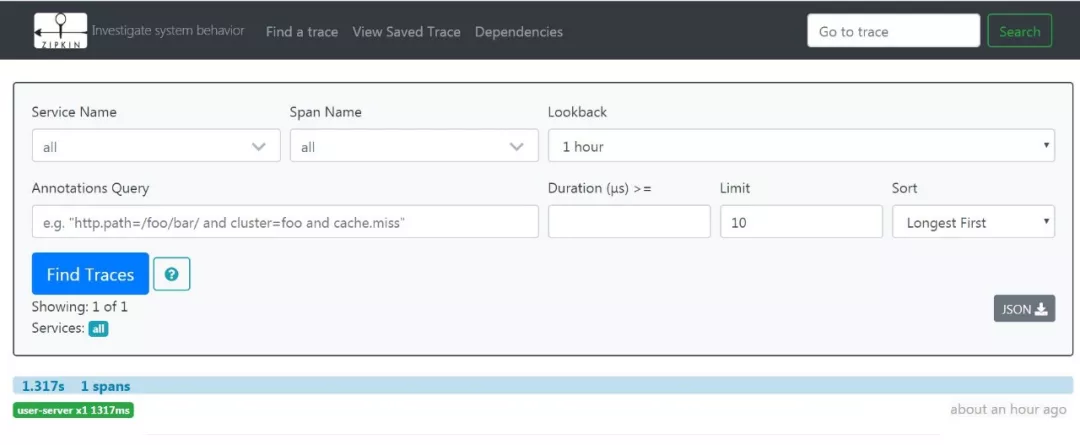 ZIPKIN Investigate system behavior Find a trace View Saved Trace Dependencies Go to trace Search
Service Name Span Name Lookback
all all 1 hour
Annotations Query Duration (μs) >= Limit Sort
e.g. "http.path=/foo/bar/ and cluster=foo and cache.miss" 10 Longest First
Find Traces ?
Showing: 1 of 1
Services: all
JSON
1.317s 1 spans
user-server x1 1317ms about an hour ago